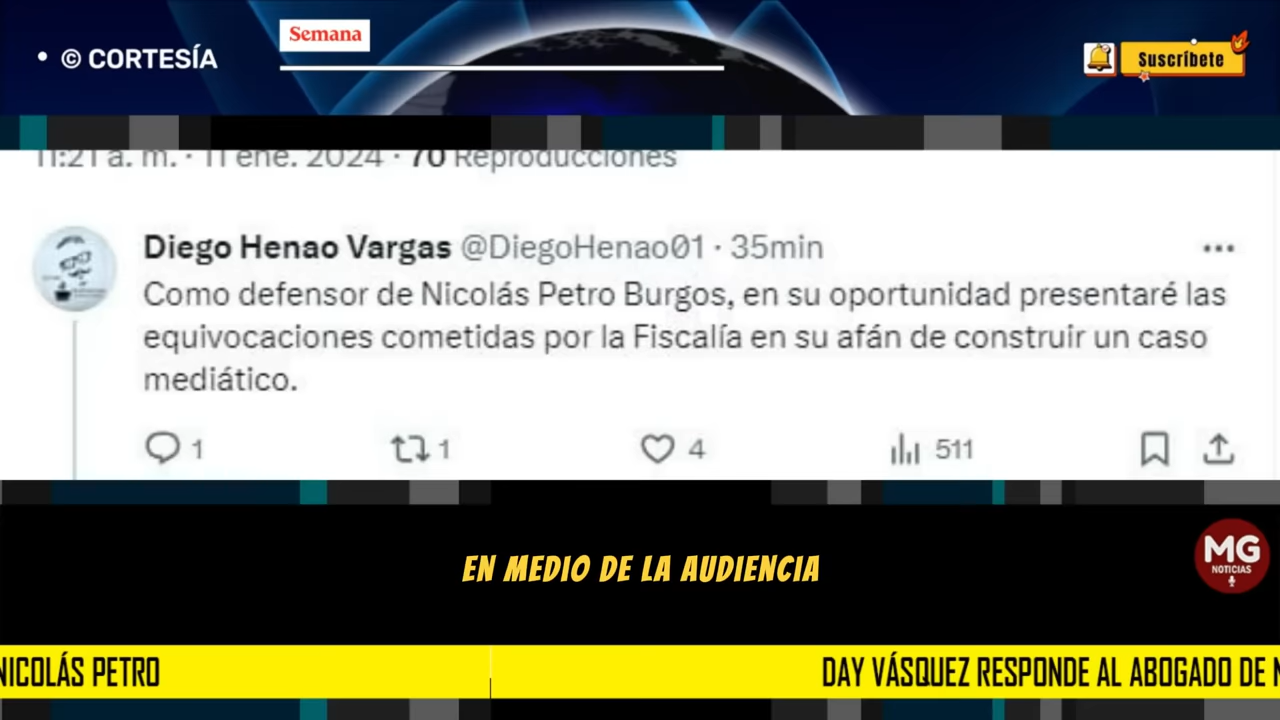 Semana
• © CORTESÍA
Suscríbete
11:21 a. m. · 11 ene. 2024 · 70 Reproducciones
Diego Henao Vargas @DiegoHenao01 · 35min
Como defensor de Nicolás Petro Burgos, en su oportunidad presentaré las
equivocaciones cometidas por la Fiscalía en su afán de construir un caso
mediático.
1 1 4 511
EN MEDIO DE LA AUDIENCIA
MG
NOTICIAS
NICOLÁS PETRO DAY VÁSQUEZ RESPONDE AL ABOGADO DE N